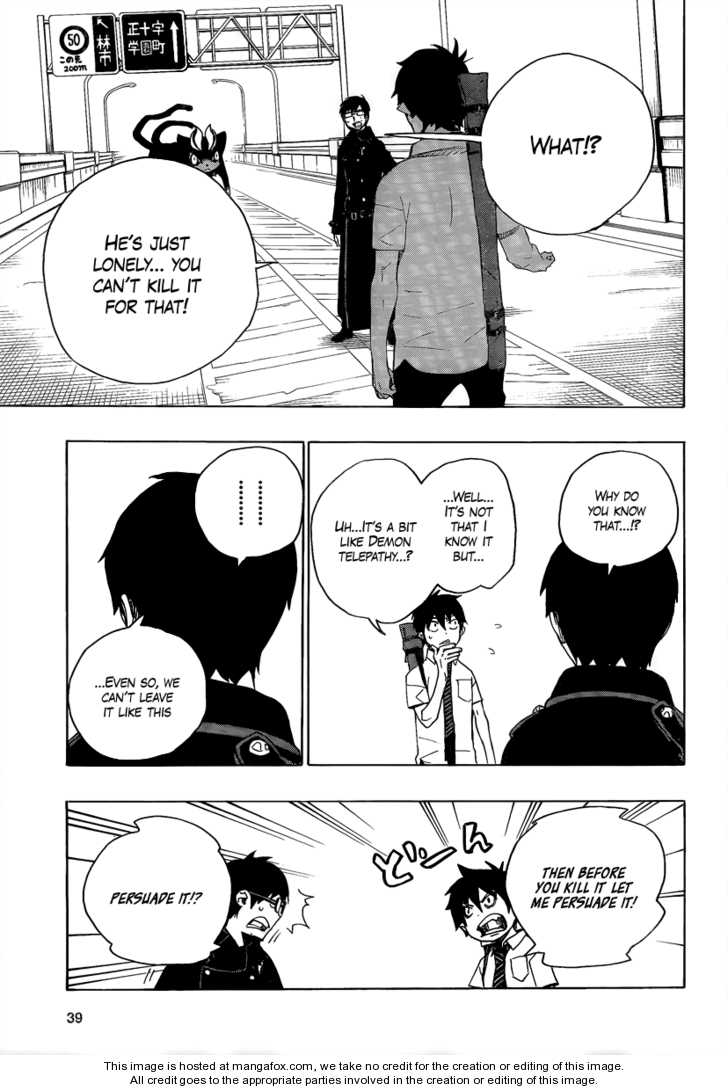 50
この先
200m
林市
正十字
学園町
WHAT!?
HE'S JUST
LONELY... YOU
CAN'T KILL IT
FOR THAT!
WHY DO
YOU KNOW
THAT...!?
...WELL...
IT'S NOT
THAT I
KNOW IT
BUT...
UH...IT'S A BIT
LIKE DEMON
TELEPATHY...?
......
...EVEN SO, WE
CAN'T LEAVE
IT LIKE THIS
THEN BEFORE
YOU KILL IT LET
ME PERSUADE IT!
どーん
PERSUADE IT!?
39
This image is hosted at mangafox.com, we take no credit for the creation or editing of this image.
All credit goes to the appropriate parties involved in the creation or editing of this image.